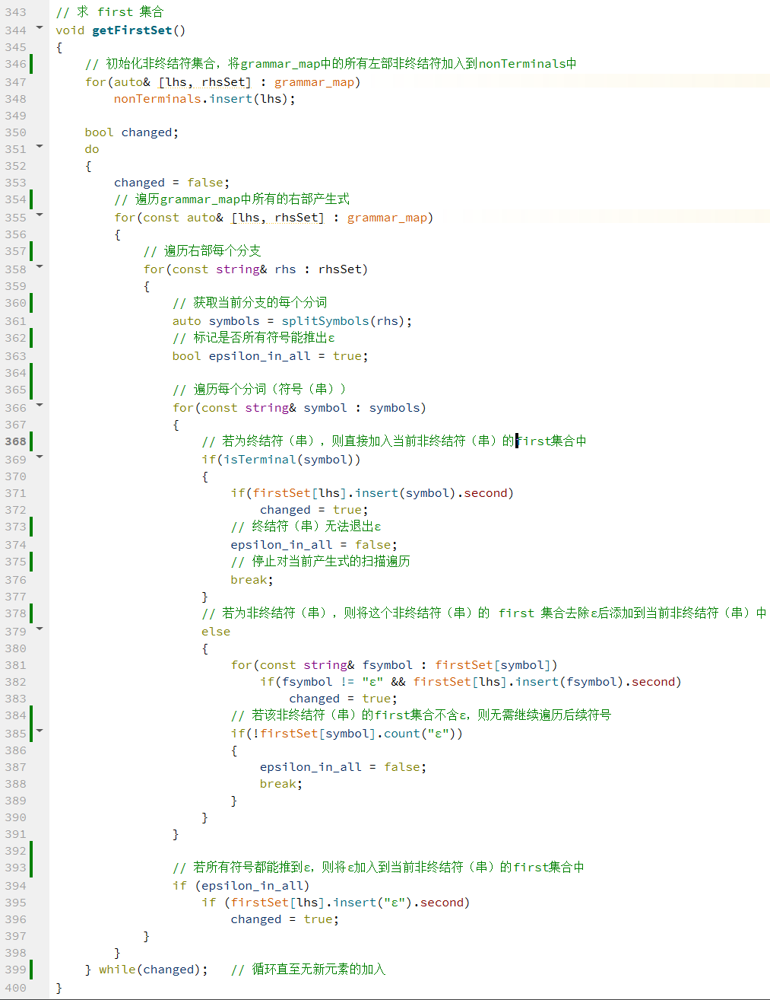 343 // 求 first 集合
344 void getFirstSet()
345 {
346 // 初始化非终结符集合，将grammar_map中的所有左部非终结符加入到nonTerminals中
347 for(auto& [lhs, rhsSet] : grammar_map)
348 nonTerminals.insert(lhs);
349
350 bool changed;
351 do
352 {
353 changed = false;
354 // 遍历grammar_map中所有的右部产生式
355 for(const auto& [lhs, rhsSet] : grammar_map)
356 {
357 // 遍历右部每个分支
358 for(const string& rhs : rhsSet)
359 {
360 // 获取当前分支的每个分词
361 auto symbols = splitSymbols(rhs);
362 // 标记是否所有符号能推出ε
363 bool epsilon_in_all = true;
364
365 // 遍历每个分词（符号（串））
366 for(const string& symbol : symbols)
367 {
368 // 若为终结符（串），则直接加入当前非终结符（串）的first集合中
369 if(isTerminal(symbol))
370 {
371 if(firstSet[lhs].insert(symbol).second)
372 changed = true;
373 // 终结符（串）无法退出ε
374 epsilon_in_all = false;
375 // 停止对当前产生式的扫描遍历
376 break;
377 }
378 // 若为非终结符（串），则将这个非终结符（串）的 first 集合去除ε后添加到当前非终结符（串）中
379 else
380 {
381 for(const string& fsymbol : firstSet[symbol])
382 if(fsymbol != "ε" && firstSet[lhs].insert(fsymbol).second)
383 changed = true;
384 // 若该非终结符（串）的first集合不含ε，则无需继续遍历后续符号
385 if(!firstSet[symbol].count("ε"))
386 {
387 epsilon_in_all = false;
388 break;
389 }
390 }
391 }
392
393 // 若所有符号都能推到ε，则将ε加入到当前非终结符（串）的first集合中
394 if (epsilon_in_all)
395 if (firstSet[lhs].insert("ε").second)
396 changed = true;
397 }
398 }
399 } while(changed); // 循环直至无新元素的加入
400 }